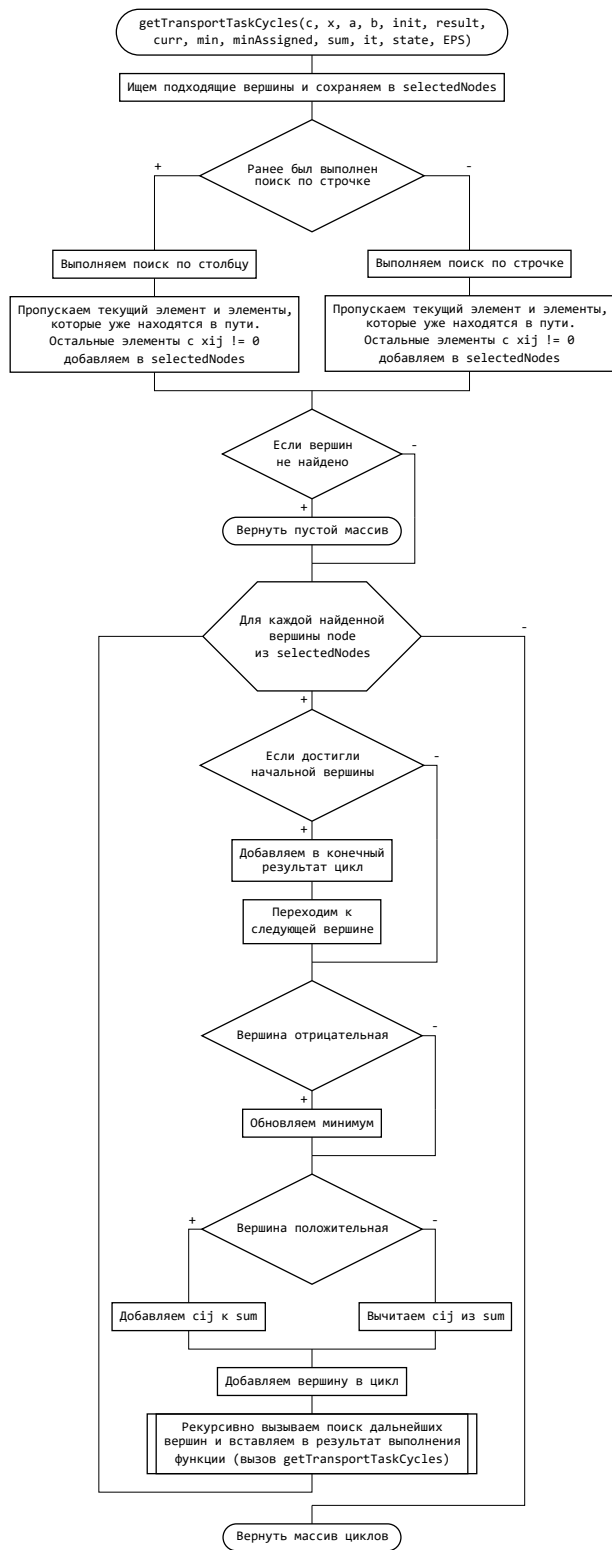 getTransportTaskCycles(c, x, a, b, init, result,
curr, min, minAssigned, sum, it, state, EPS)
Ищем подходящие вершины и сохраняем в selectedNodes
Ранее был выполнен
поиск по строчке
+
-
Выполняем поиск по столбцу
Выполняем поиск по строчке
Пропускаем текущий элемент и элементы,
которые уже находятся в пути.
Остальные элементы с xij != 0
добавляем в selectedNodes
Пропускаем текущий элемент и элементы,
которые уже находятся в пути.
Остальные элементы с xij != 0
добавляем в selectedNodes
Если вершин
не найдено
-
+
Вернуть пустой массив
Для каждой найденной
вершины node
из selectedNodes
-
+
Если достигли
начальной вершины
-
+
Добавляем в конечный
результат цикл
Переходим к
следующей вершине
Вершина отрицательная
-
+
Обновляем минимум
Вершина положительная
+
-
Добавляем cij к sum
Вычитаем cij из sum
Добавляем вершину в цикл
Рекурсивно вызываем поиск дальнейших
вершин и вставляем в результат выполнения
функции (вызов getTransportTaskCycles)
Вернуть массив циклов